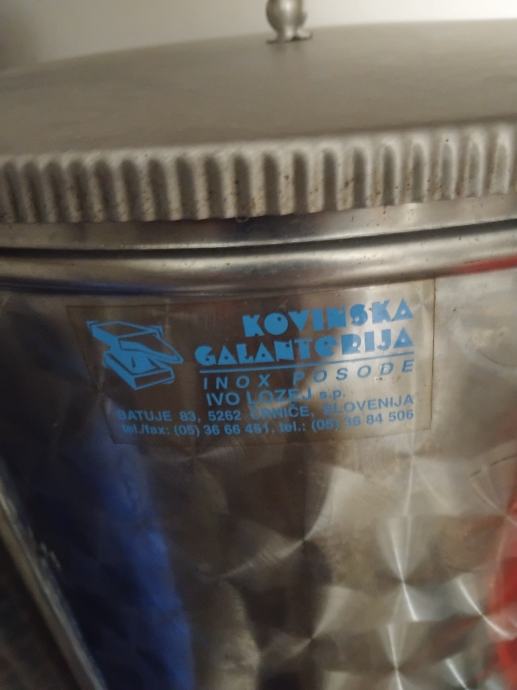 KOVINSKA
GALANTERIJA
INOX POSODE
IVO LOZEJ s.p.
BATUJE 83, 5262 ČRNIČE, SLOVENIJA
tel./fax: (05) 36 66 461, tel.: (05) 36 84 506